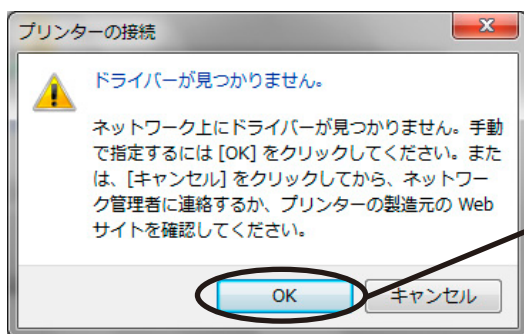 プリンターの接続
ドライバーが見つかりません。
ネットワーク上にドライバーが見つかりません。手動
で指定するには [OK] をクリックしてください。また
は、[キャンセル] をクリックしてから、ネットワー
ク管理者に連絡するか、プリンターの製造元の Web
サイトを確認してください。
OK
キャンセル